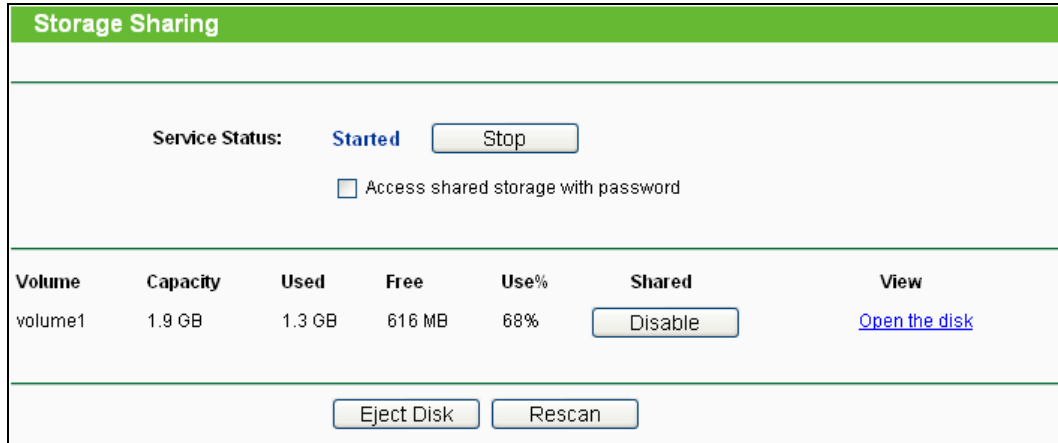 Storage Sharing
Service Status: Started Stop
Access shared storage with password
Volume Capacity Used Free Use% Shared View
volume1 1.9 GB 1.3 GB 616 MB 68% Disable Open the disk
Eject Disk Rescan